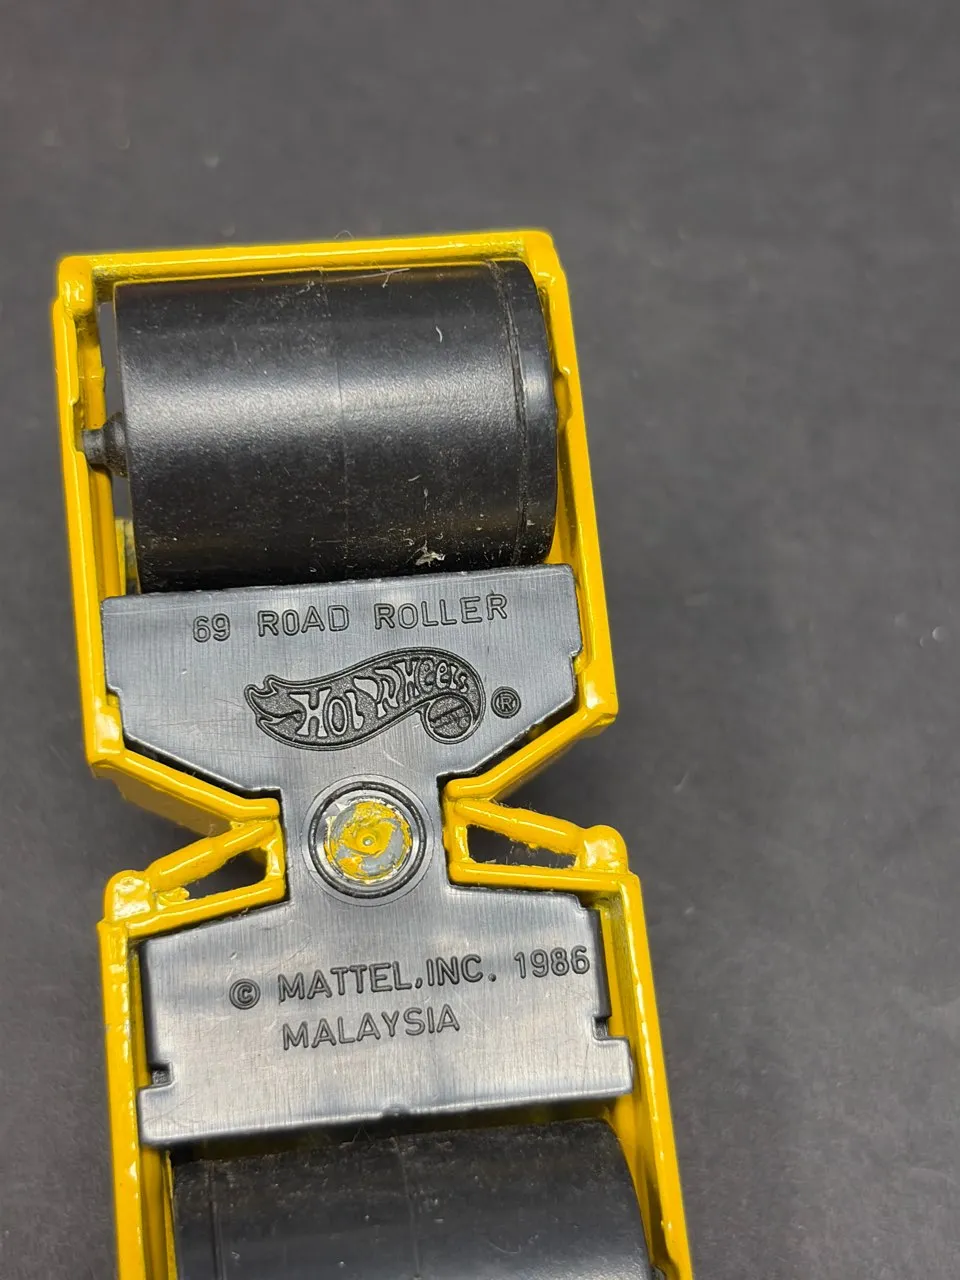 69 ROAD ROLLER
HOT WHEELS ®
© MATTEL, INC. 1986
MALAYSIA